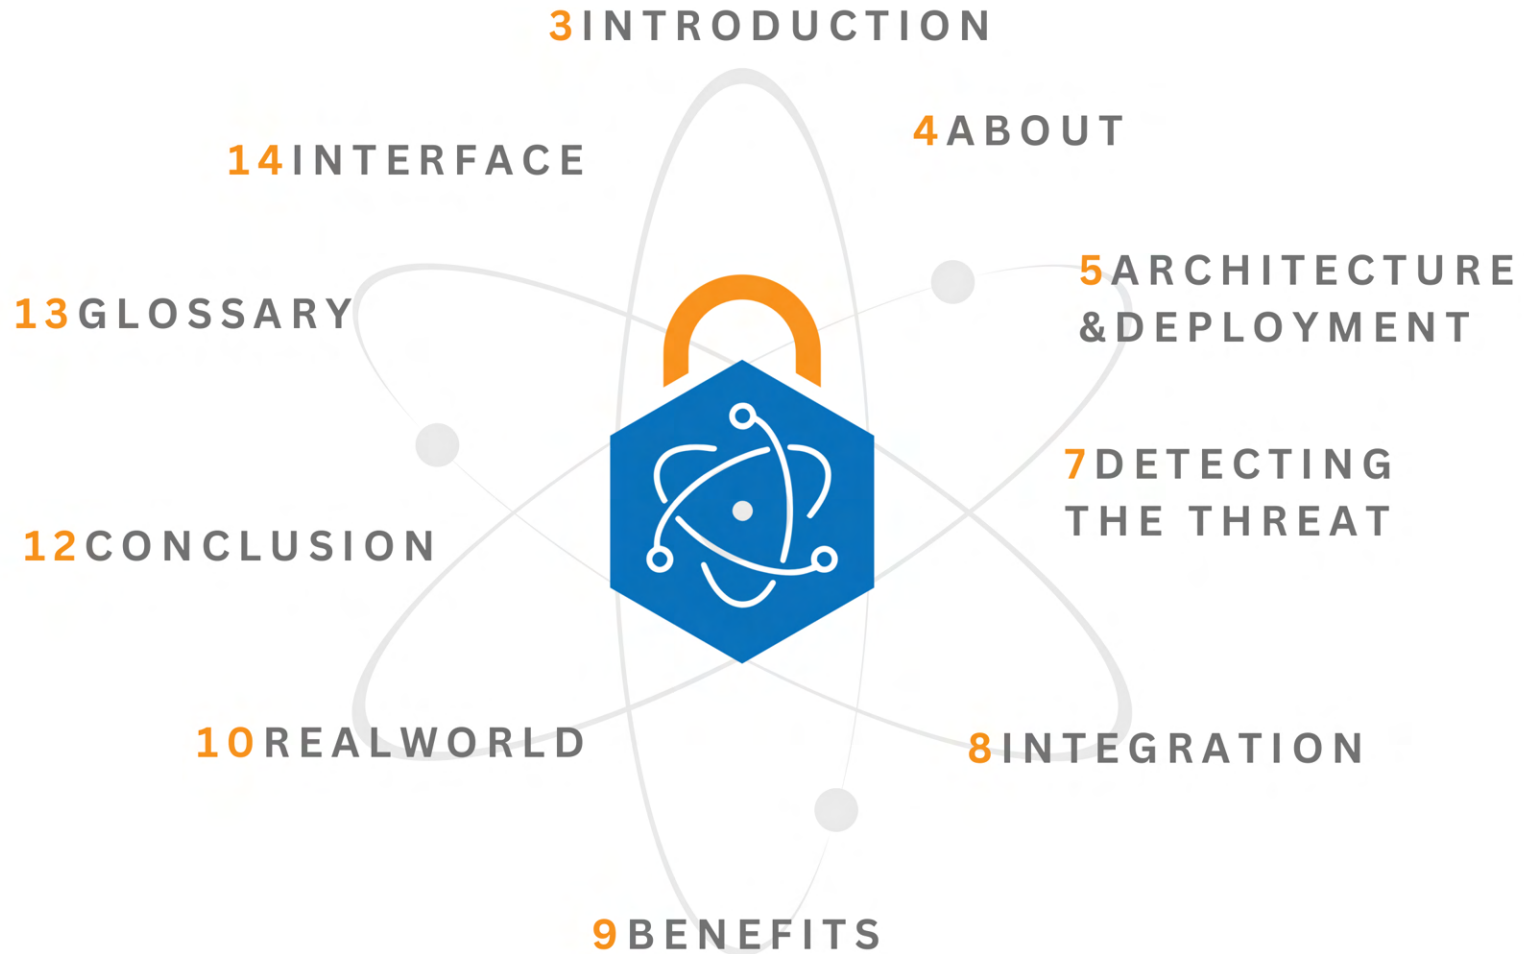 3INTRODUCTION
4ABOUT
14INTERFACE
5ARCHITECTURE
&DEPLOYMENT
13GLOSSARY
7DETECTING
THE THREAT
12CONCLUSION
10REALWORLD
8INTEGRATION
9BENEFITS